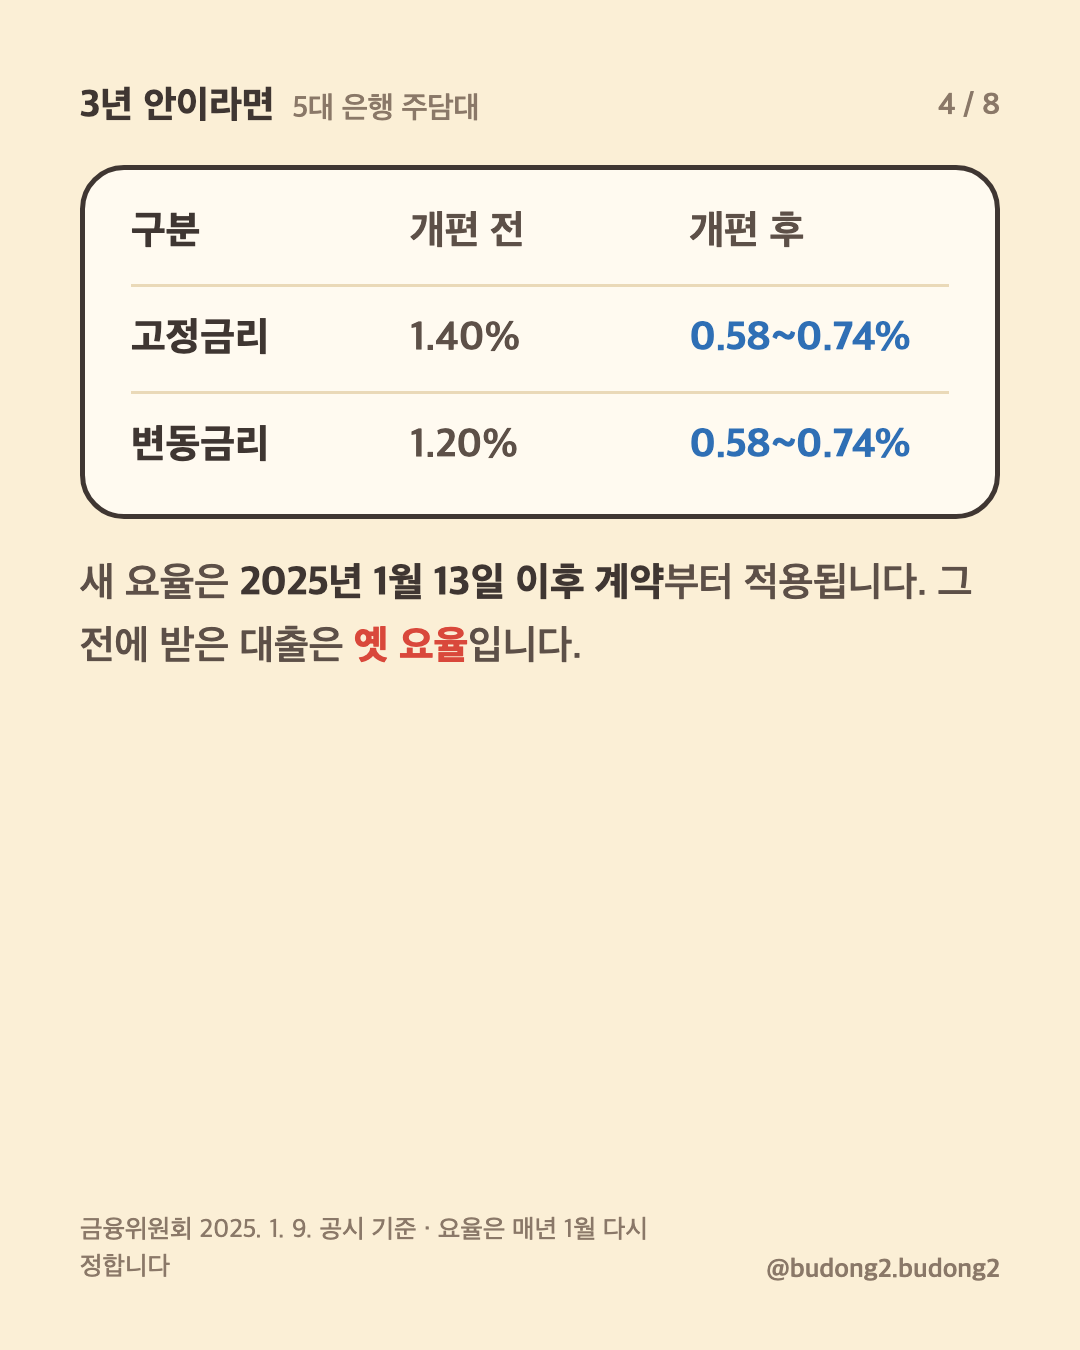 3년 안이라면 5대 은행 주담대 4 / 8
구분 개편 전 개편 후
고정금리 1.40% 0.58~0.74%
변동금리 1.20% 0.58~0.74%
새 요율은 2025년 1월 13일 이후 계약부터 적용됩니다. 그
전에 받은 대출은 옛 요율입니다.
금융위원회 2025. 1. 9. 공시 기준 · 요율은 매년 1월 다시
정합니다
@budong2.budong2